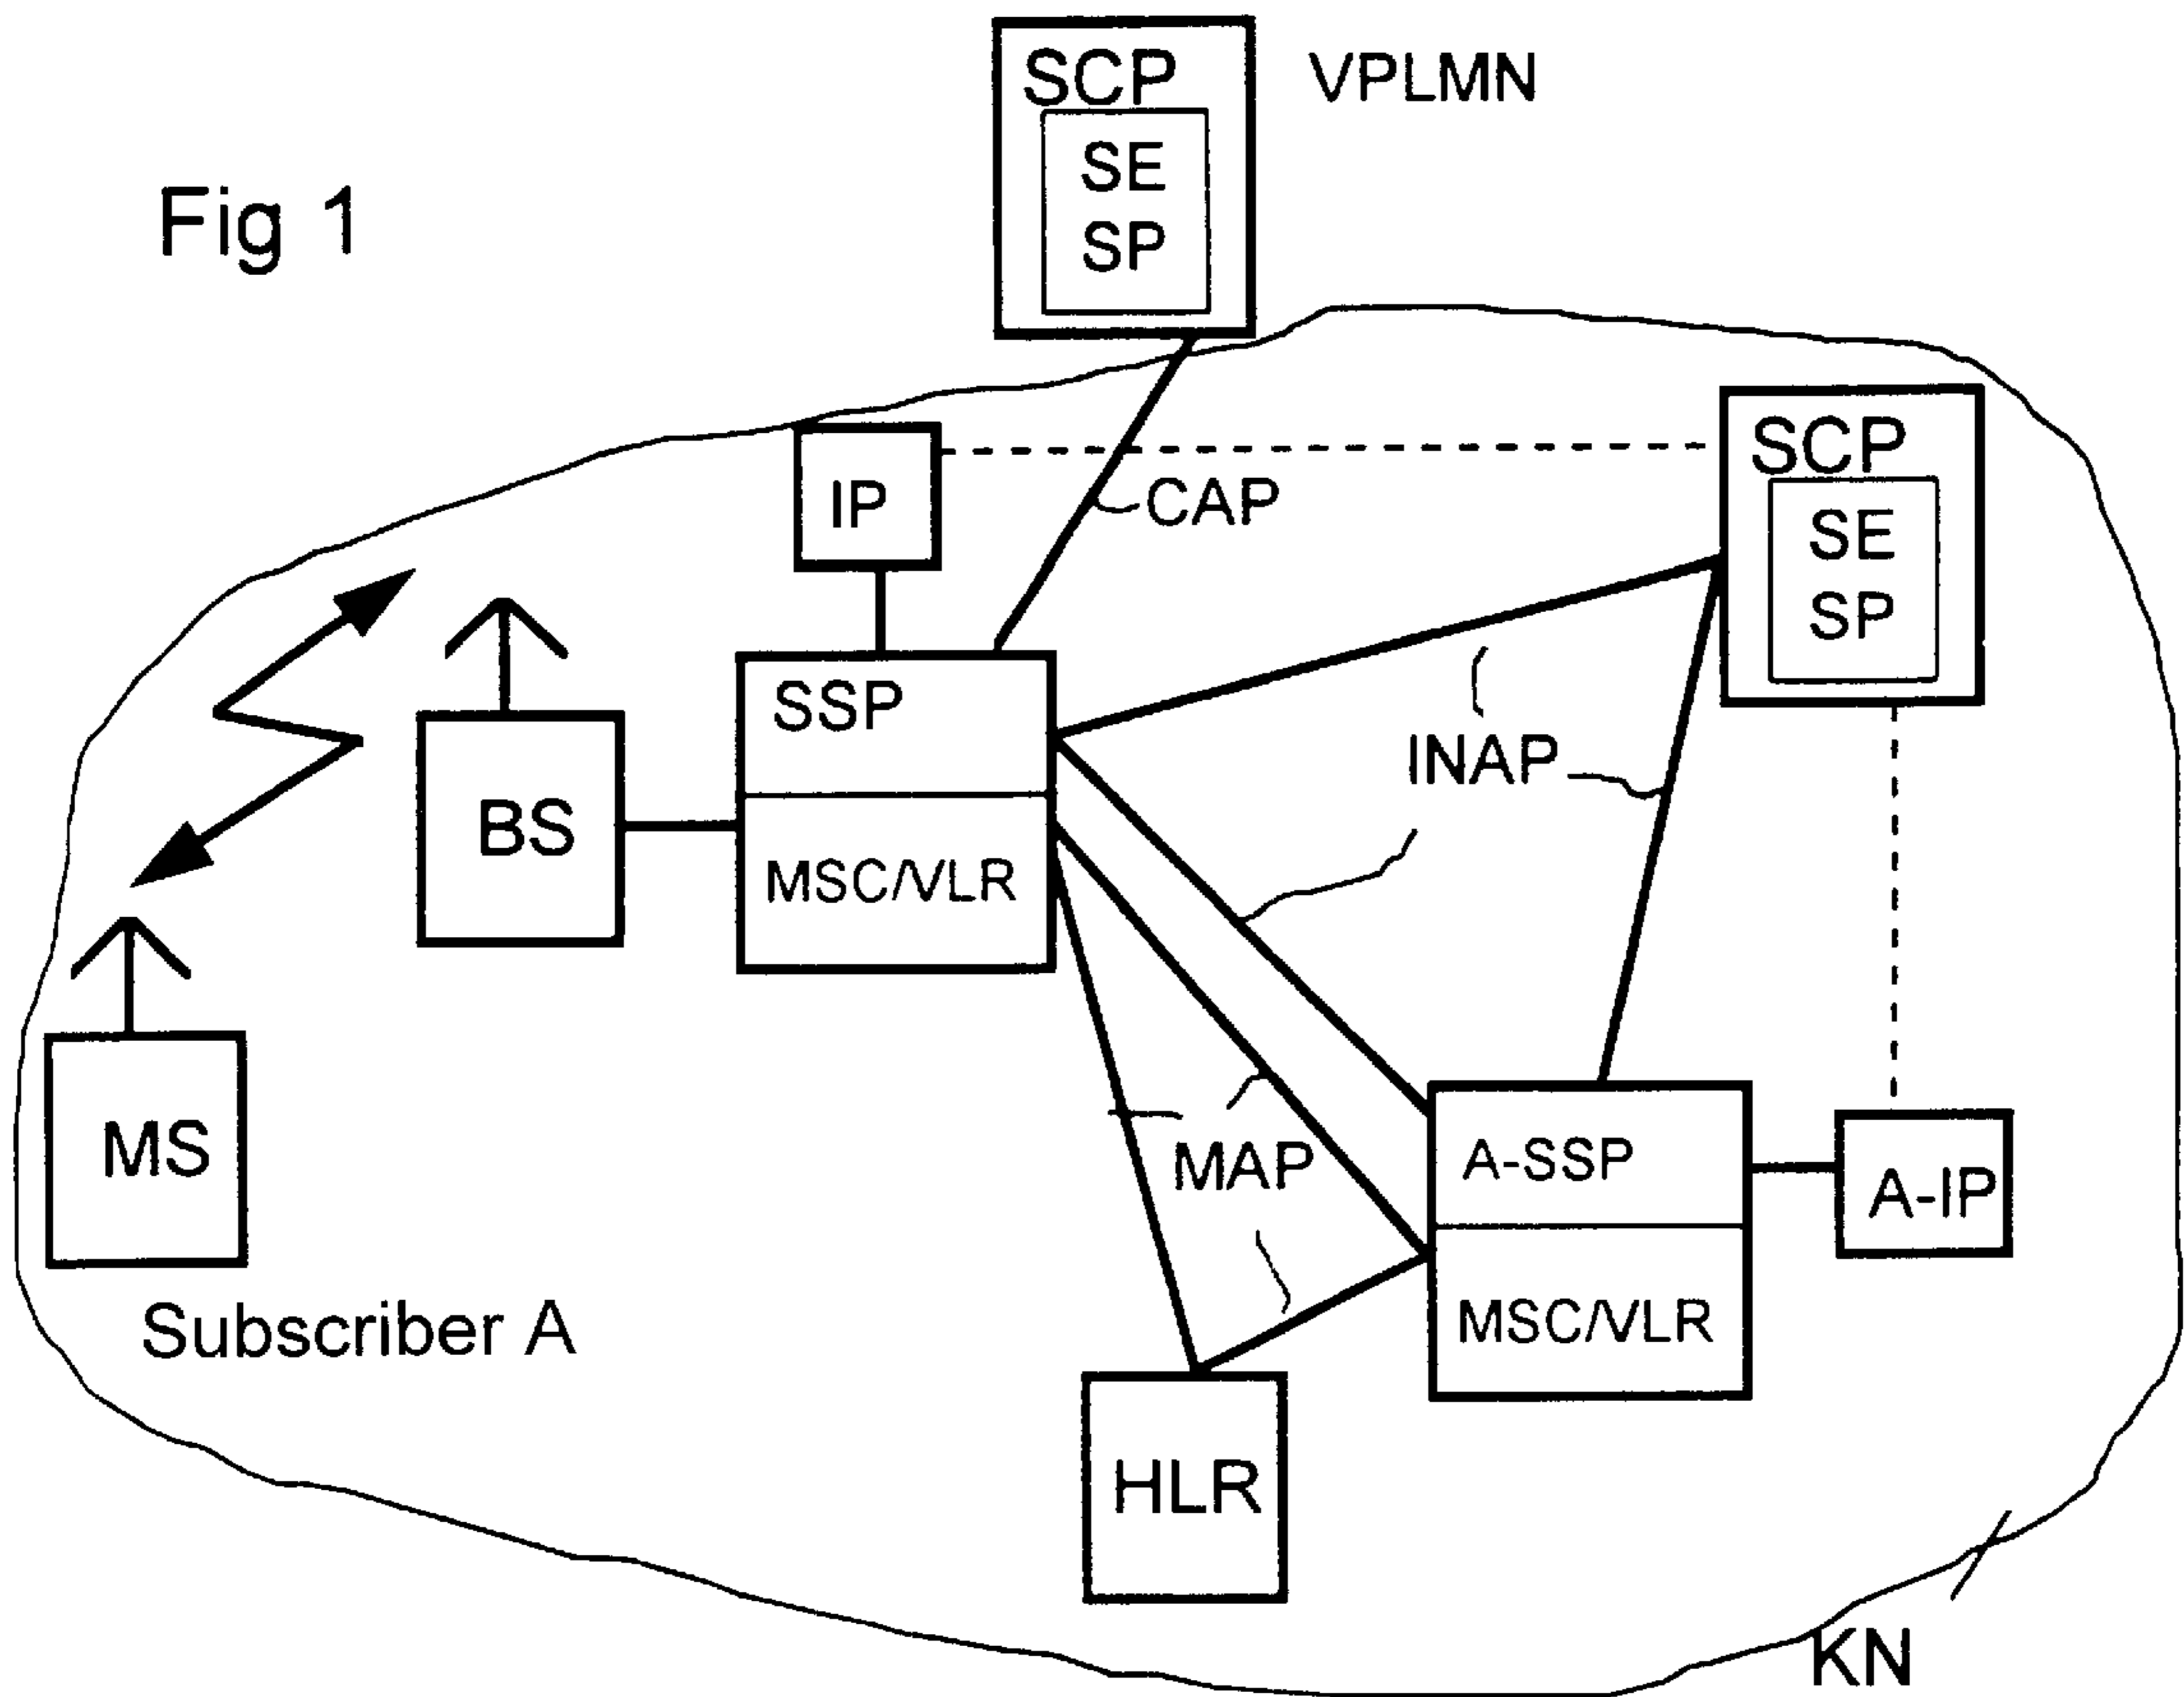 SCP
VPLMN
SE
SP
Fig 1
SCP
IP
CAP
SE
SP
SSP
INAP
BS
MSC/VLR
MS
MAP
A-SSP
A-IP
Subscriber A
MSC/VLR
HLR
KN